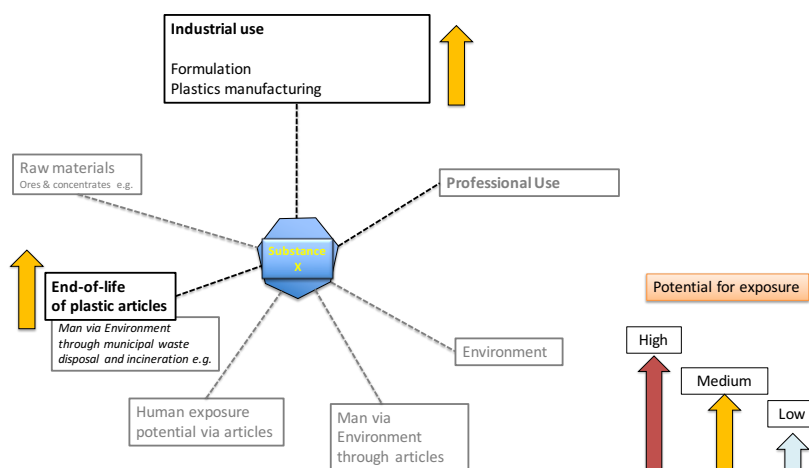 Industrial use
Formulation
Plastics manufacturing
Raw materials
Ores & concentrates e.g.
Professional Use
Substance
X
End-of-life
of plastic articles
Man via Environment
through municipal waste
disposal and incineration e.g.
Potential for exposure
High
Environment
Medium
Human exposure
potential via articles
Man via
Environment
through articles
Low